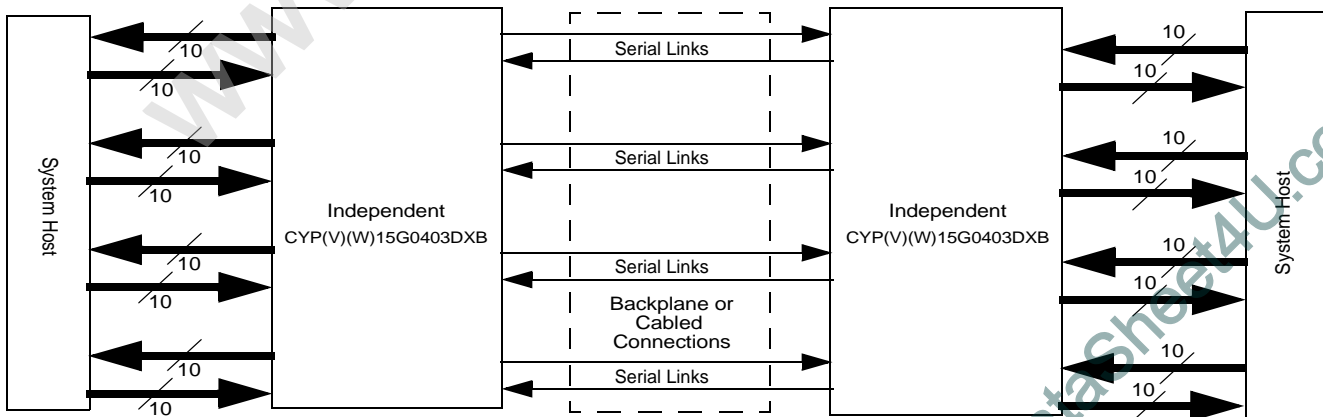 10
10
10
10
10
10
10
10
System Host
Independent
CYP(V)(W)15G0403DXB
Serial Links
Serial Links
Serial Links
Backplane or
Cabled
Connections
Serial Links
Independent
CYP(V)(W)15G0403DXB
10
10
10
10
10
10
10
10
System Host